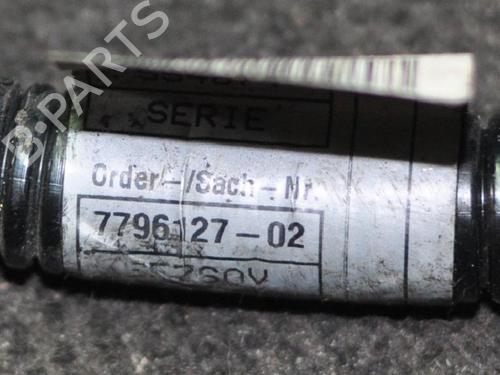 SERIE
Order-/Sach-Nr.
7796127-02
B-PARTS